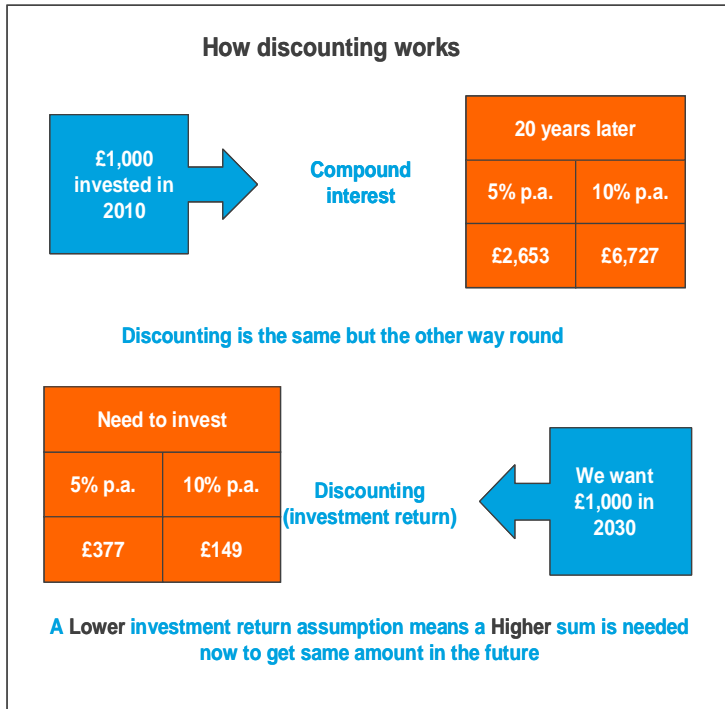 How discounting works
£1,000
invested in
2010
Compound
interest
20 years later
5% p.a.
10% p.a.
£2,653
£6,727
Discounting is the same but the other way round
Need to invest
5% p.a.
10% p.a.
£377
£149
Discounting
(investment return)
We want
£1,000 in
2030
A Lower investment return assumption means a Higher sum is needed
now to get same amount in the future